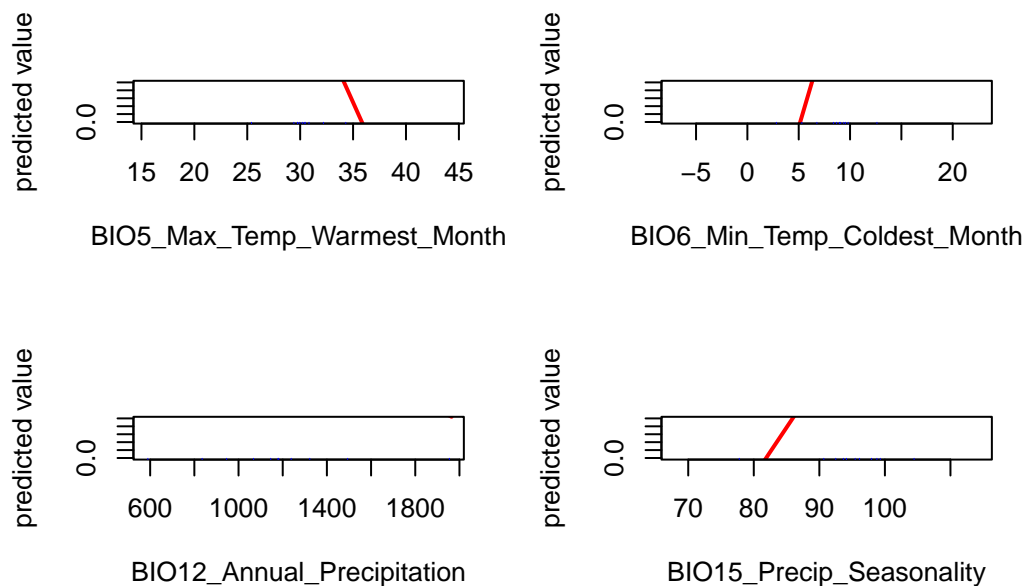 predicted value
0.0
15 20 25 30 35 40 45
BIO5_Max_Temp_Warmest_Month
predicted value
0.0
−5 0 5 10 20
BIO6_Min_Temp_Coldest_Month
predicted value
0.0
600 1000 1400 1800
BIO12_Annual_Precipitation
predicted value
0.0
70 80 90 100
BIO15_Precip_Seasonality